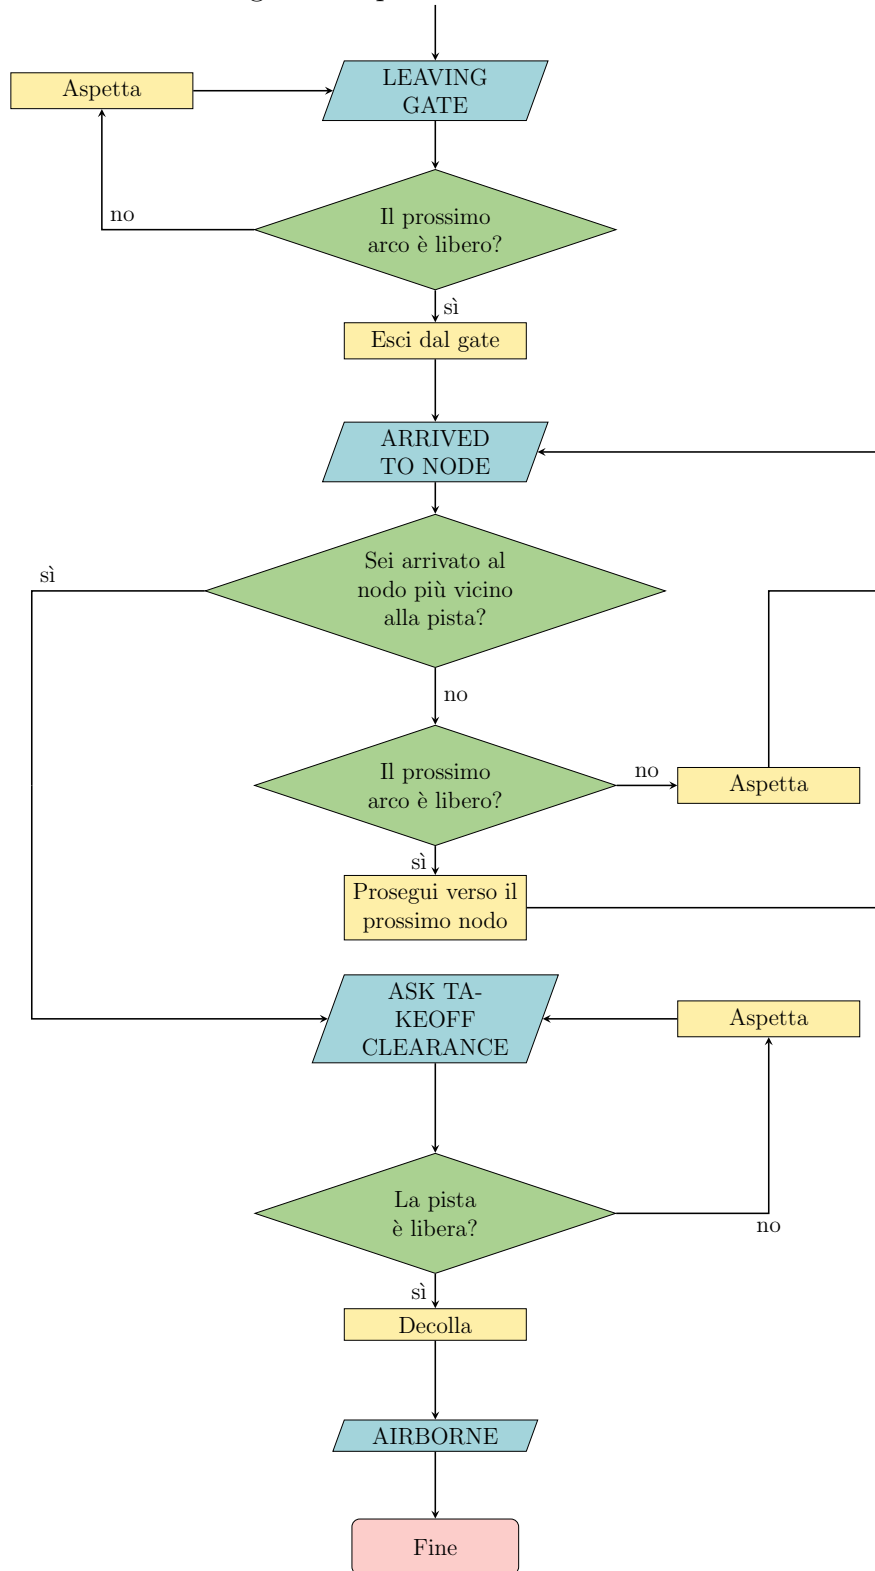 LEAVING
GATE
Aspetta
no
Il prossimo
arco è libero?
sì
Esci dal gate
ARRIVED
TO NODE
sì
Sei arrivato al
nodo più vicino
alla pista?
no
Il prossimo
arco è libero?
no
Aspetta
sì
Prosegui verso il
prossimo nodo
ASK TA-
KEOFF
CLEARANCE
Aspetta
La pista
è libera?
no
sì
Decolla
AIRBORNE
Fine